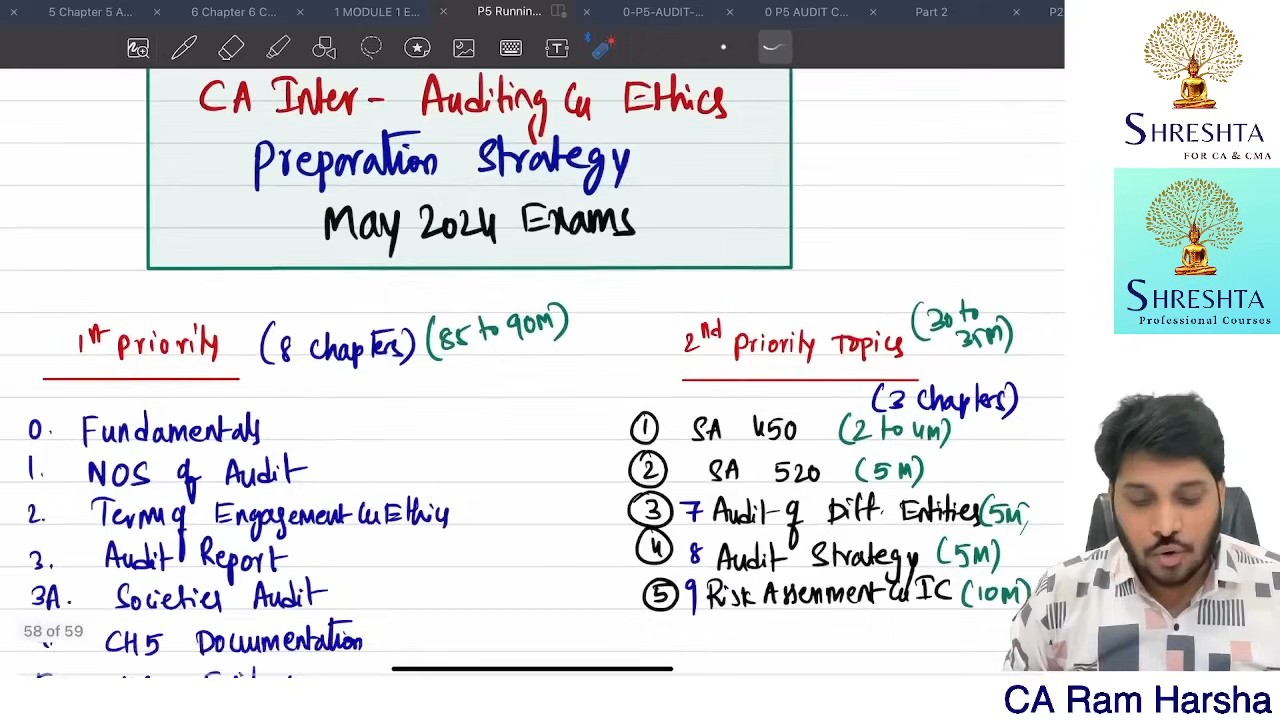 5 Chapter 5 A...
6 Chapter 6 C...
1 MODULE 1 E...
P5 Runnin...
0-P5-AUDIT-...
0 P5 AUDIT C...
Part 2
P2
CA Inter - Auditing & Ethics
Preparation Strategy
May 2024 Exams
1st Priority (8 chapters) (85 to 90M)
0. Fundamentals
1. NOS of Audit
2. Terms of Engagement & Ethics
3. Audit Report
3A. Societies Audit
58 of 59
CH 5 Documentation
2nd Priority Topics (30 to 35M)
(3 chapters)
1 SA 450 (2 to 4M)
2 SA 520 (5M)
3 7 Audit of Diff. Entities (5M)
4 8 Audit Strategy (5M)
5 9 Risk Assessment & IC (10M)
SHRESHTA
FOR CA & CMA
SHRESHTA
Professional Courses
CA Ram Harsha